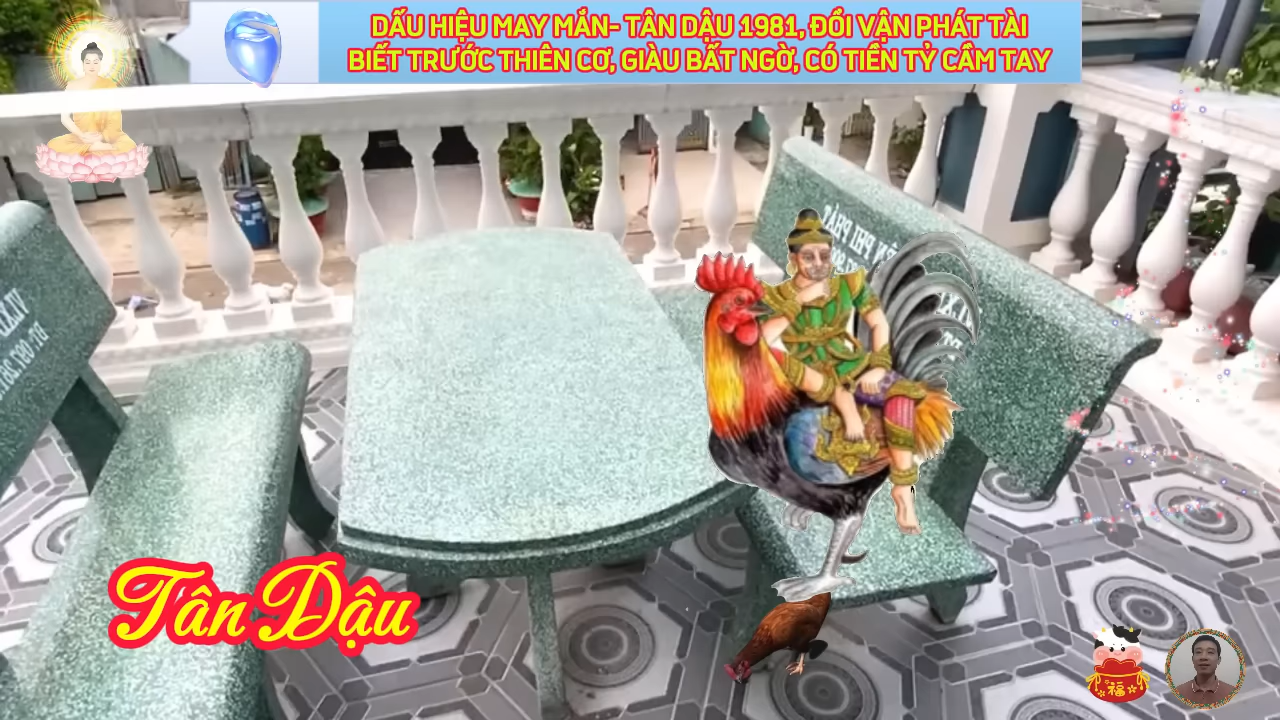 DẤU HIỆU MAY MẮN- TÂN DẬU 1981, ĐỔI VẬN PHÁT TÀI
BIẾT TRƯỚC THIÊN CƠ, GIÀU BẤT NGỜ, CÓ TIỀN TỶ CẦM TAY
Tân Dậu
福